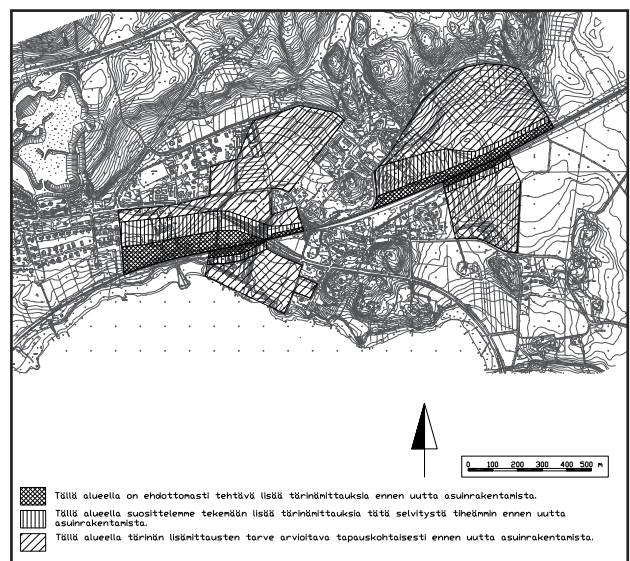 0 100 200 300 400 500 m
Tällä alueella on ehdottomasti tehtävä lisää tärinämittauksia ennen uutta asuinrakentamista.
Tällä alueella suosittelemme tekemään lisää tärinämittauksia tätä selvitystä tiheämmin ennen uutta
asuinrakentamista.
Tällä alueella tärinän lisämittausten tarve arvioitava tapauskohtaisesti ennen uutta asuinrakentamista.